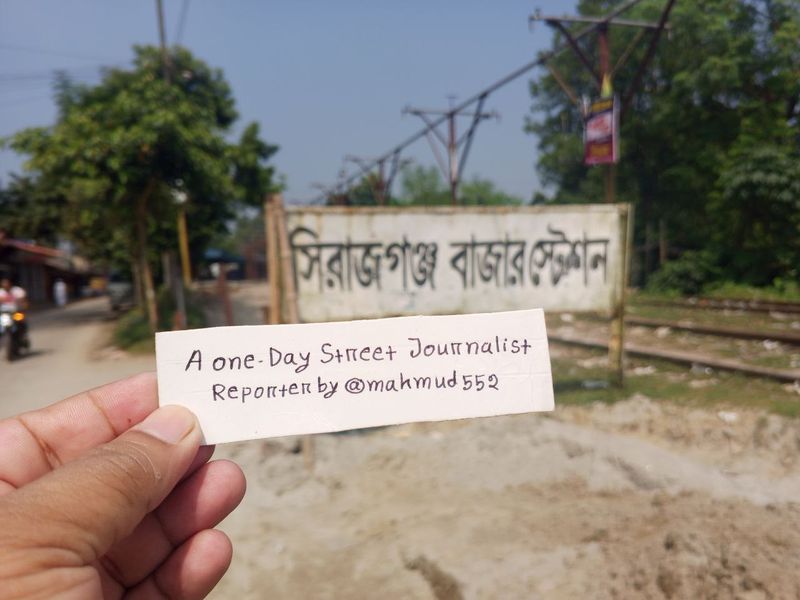 সিরাজগঞ্জ বাজার স্টেশন
A one-Day Street Journalist
Reporter by @mahmud552